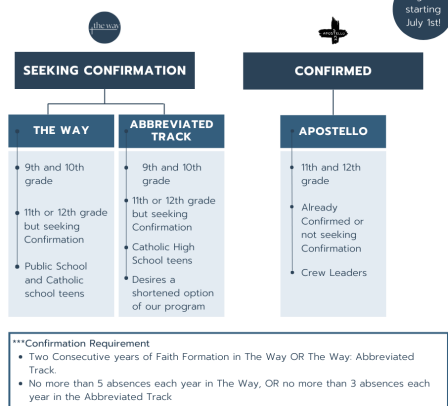 starting
July 1st!
the way
APOSTELLO
SEEKING CONFIRMATION
CONFIRMED
THE WAY
ABBREVIATED
TRACK
APOSTELLO
9th and 10th
grade
11th or 12th grade
but seeking
Confirmation
Public School
and Catholic
school teens
9th and 10th
grade
11th or 12th grade
but seeking
Confirmation
Catholic High
School teens
Desires a
shortened option
of our program
11th and 12th
grade
Already
Confirmed or
not seeking
Confirmation
Crew Leaders
***Confirmation Requirement
Two Consecutive years of Faith Formation in The Way OR The Way: Abbreviated
Track.
No more than 5 absences each year in The Way, OR no more than 3 absences each
year in the Abbreviated Track